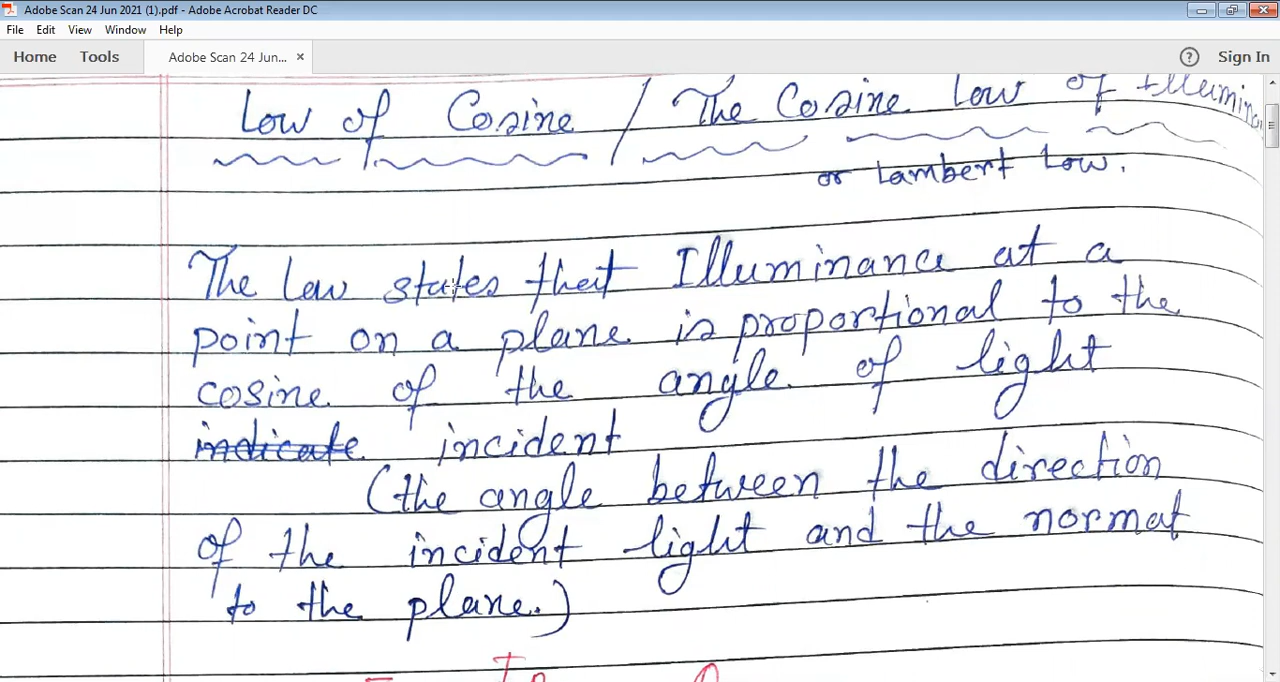 Adobe Scan 24 Jun 2021 (1).pdf - Adobe Acrobat Reader DC
File Edit View Window Help
Home Tools Adobe Scan 24 Jun... × ? Sign In
Low of Cosine / The Cosine Low of
or Lambert Low.
The Law states that Illuminance at a
point on a plane is proportional to the
cosine of the angle of light
indicate incident
(the angle between the direction
of the incident light and the normal
to the plane.)